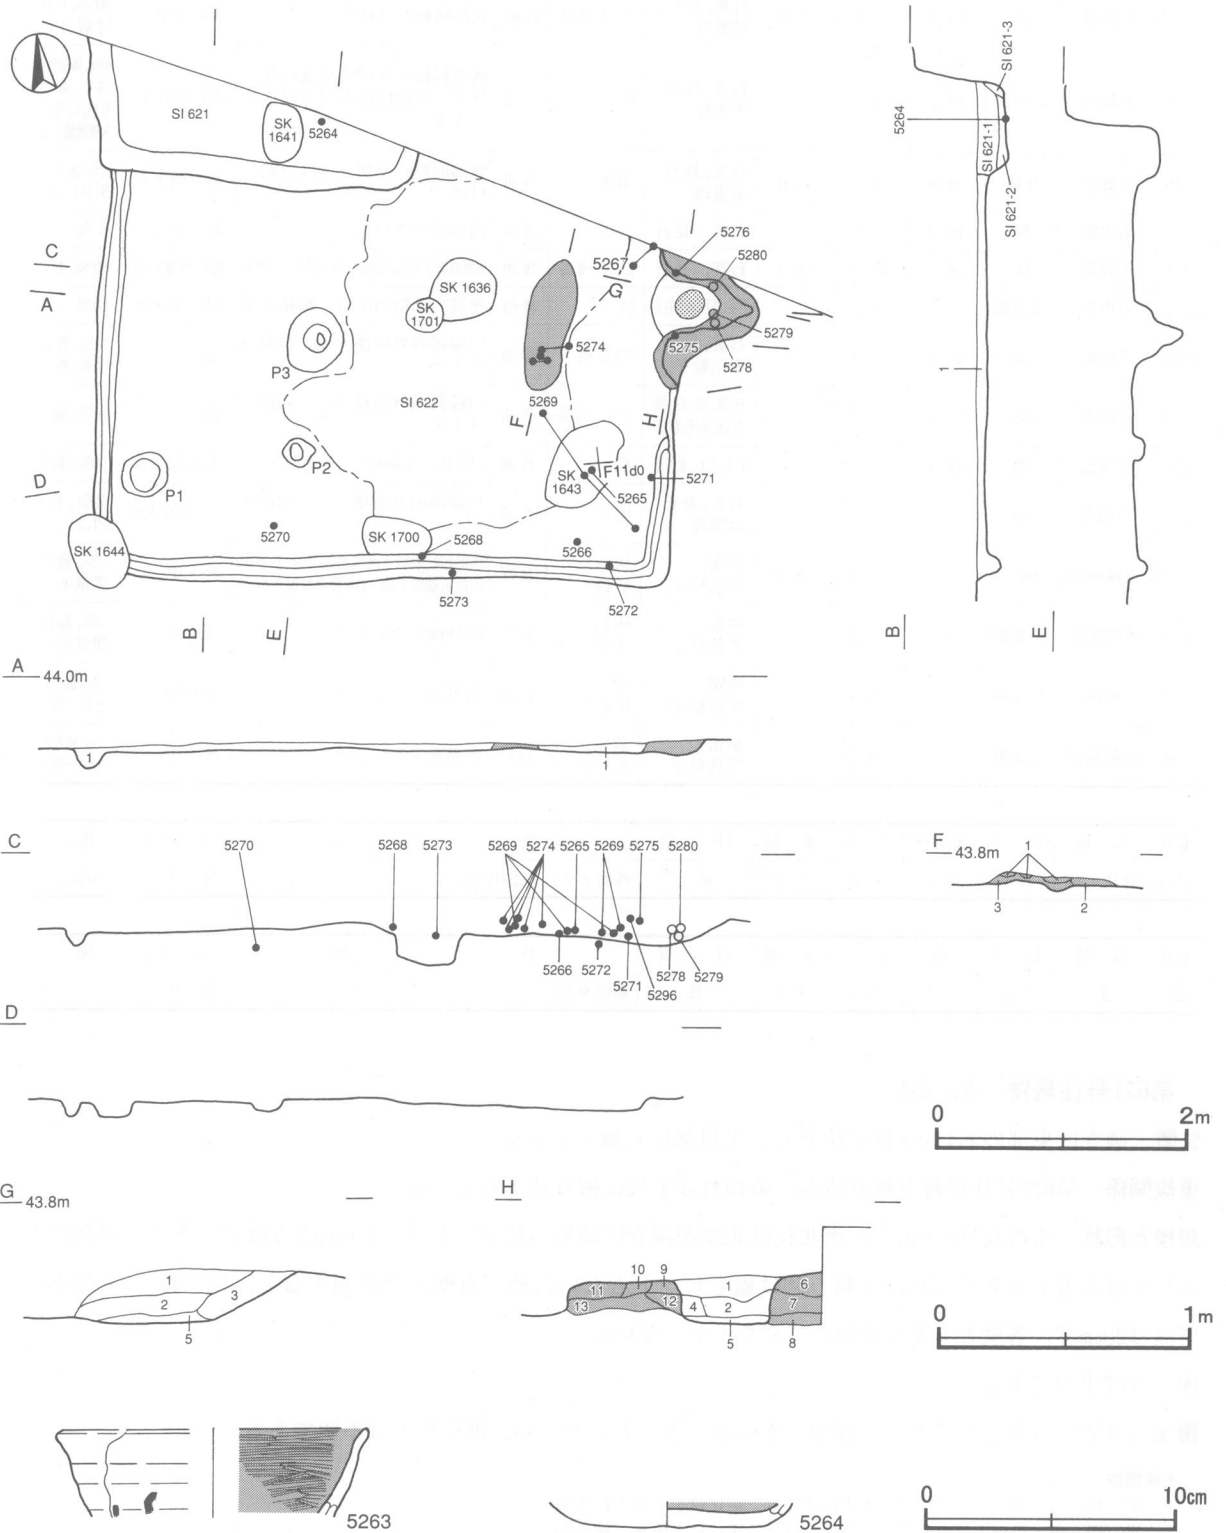 SI 621
SK
1641
5264
C
A
SK 1636
SK
1701
P3
5267
G
5276
5280
5279
5278
5275
5274
SI 622
5269
F
H
P2
D
P1
SK
1643
F11d0
5265
5271
5270
SK 1700
5268
5266
SK 1644
5273
5272
B
E
5264
SI 621-3
SI 621-1
SI 621-2
1
B
E
A 44.0m
1
1
C
5270
5268
5273
5269
5274
5265
5269
5275
5280
5266
5272
5271
5296
5278
5279
F 43.8m
1
3
2
D
0 2m
G 43.8m
1
2
3
5
H
10
9
11
13
12
4
1
2
5
6
7
8
0 1m
5263
5264
0 10cm